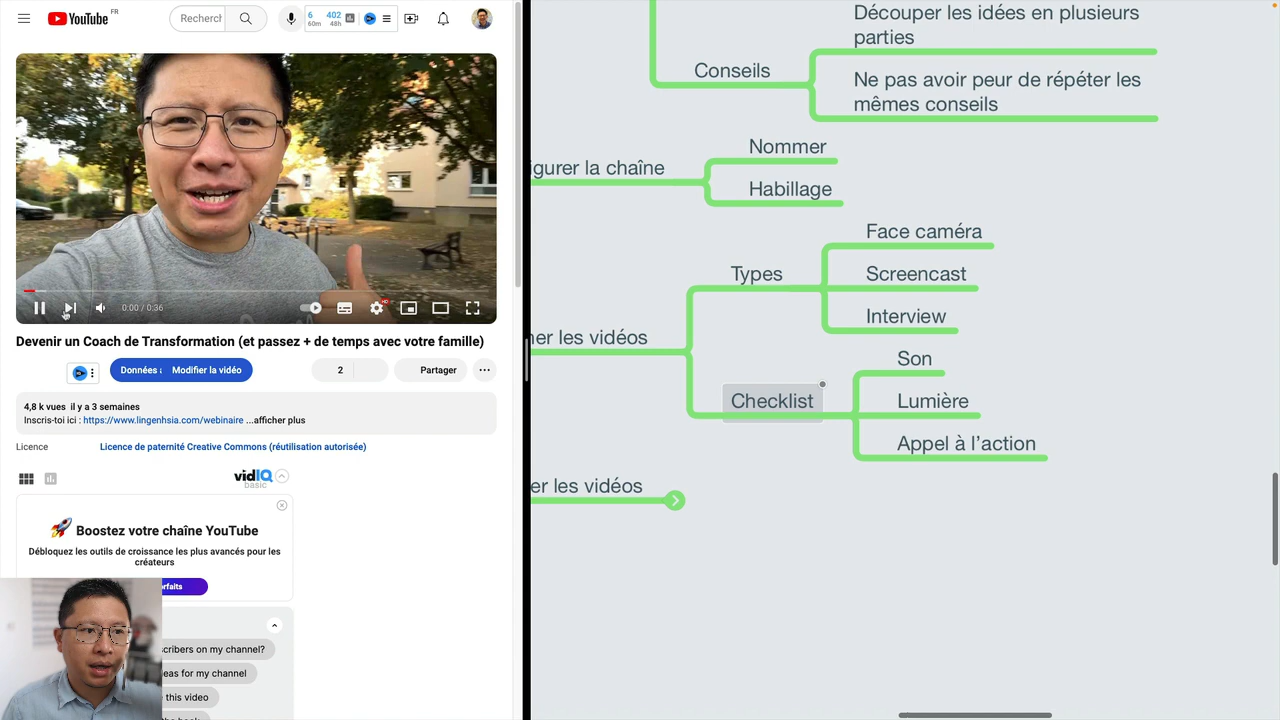 YouTube FR
Recherch
6
60m
402
48h
0:00 / 0:36
HD
Devenir un Coach de Transformation (et passez + de temps avec votre famille)
Données
Modifier la vidéo
2
Partager
4,8 k vues il y a 3 semaines
Inscris-toi ici : https://www.lingenhsia.com/webinaire ...afficher plus
Licence
Licence de paternité Creative Commons (réutilisation autorisée)
vidIQ
basic
Boostez votre chaîne YouTube
Débloquez les outils de croissance les plus avancés pour les
créateurs
rfaits
scribers on my channel?
eas for my channel
this video
Découper les idées en plusieurs
parties
Conseils
Ne pas avoir peur de répéter les
mêmes conseils
igurer la chaîne
Nommer
Habillage
er les vidéos
Types
Face caméra
Screencast
Interview
Checklist
Son
Lumière
Appel à l'action
er les vidéos